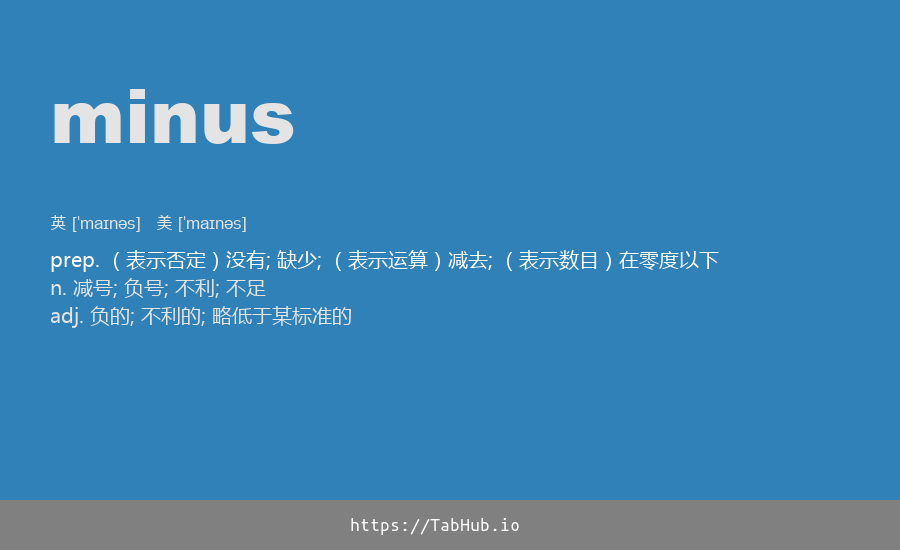 minus
英 [ˈmaɪnəs]   美 [ˈmaɪnəs]
prep. （表示否定）没有; 缺少; （表示运算）减去; （表示数目）在零度以下
n. 减号; 负号; 不利; 不足
adj. 负的; 不利的; 略低于某标准的
https://TabHub.io